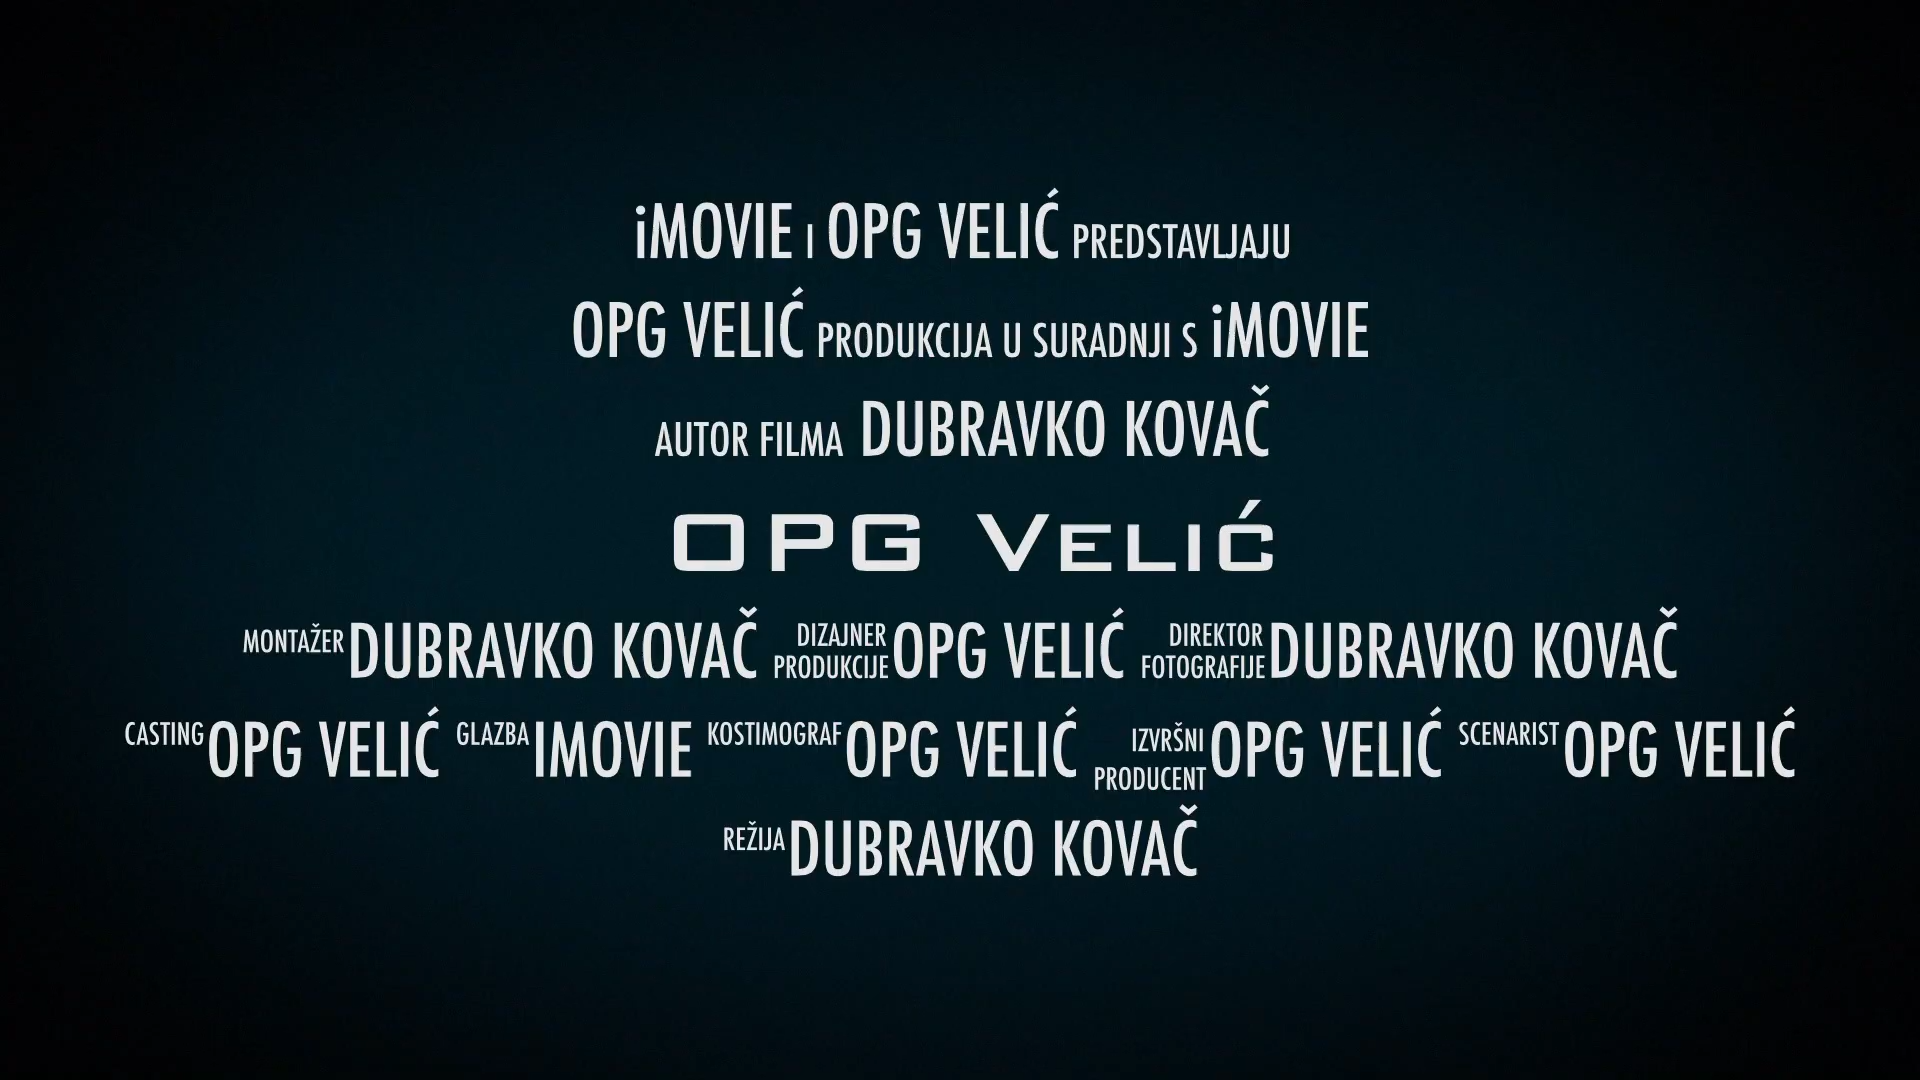 iMOVIE I OPG VELIĆ PREDSTAVLJAJU
OPG VELIĆ PRODUKCIJA U SURADNJI S iMOVIE
AUTOR FILMA DUBRAVKO KOVAČ
OPG VELIĆ
MONTAŽER DUBRAVKO KOVAČ DIZAJNER PRODUKCIJE OPG VELIĆ DIREKTOR FOTOGRAFIJE DUBRAVKO KOVAČ
CASTING OPG VELIĆ GLAZBA IMOVIE KOSTIMOGRAF OPG VELIĆ IZVRŠNI PRODUCENT OPG VELIĆ SCENARIST OPG VELIĆ
REŽIJA DUBRAVKO KOVAČ